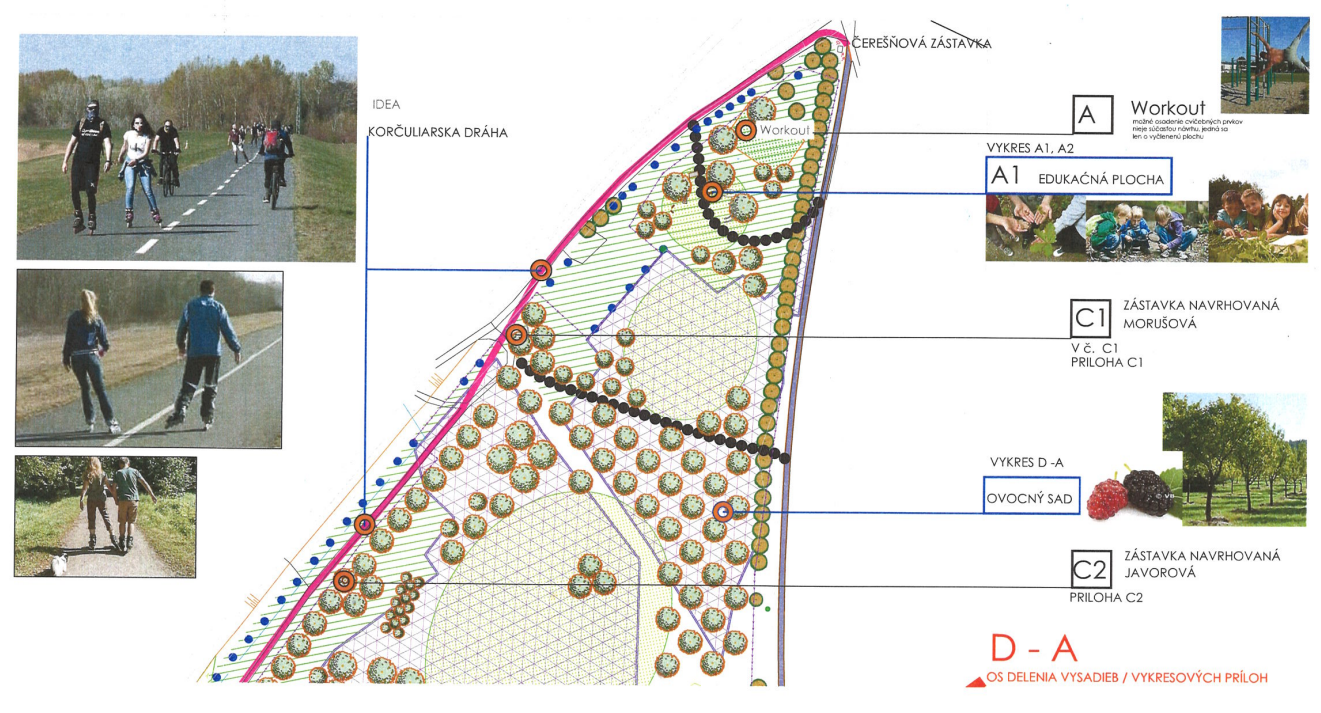 ČEREŠŇOVÁ ZÁSTAVKA
IDEA
KORČULIARSKA DRÁHA
Workout
A
Workout
možné osadenie cvičebných prvkov
nieje súčasťou návrhu, jedná sa
len o vyčlenenú plochu
VYKRES A1, A2
A1 EDUKAČNÁ PLOCHA
C1
ZÁSTAVKA NAVRHOVANÁ
MORUŠOVÁ
V č. C1
PRILOHA C1
VYKRES D -A
OVOCNÝ SAD
C2
ZÁSTAVKA NAVRHOVANÁ
JAVOROVÁ
PRILOHA C2
D - A
OS DELENIA VYSADIEB / VYKRESOVÝCH PRÍLOH